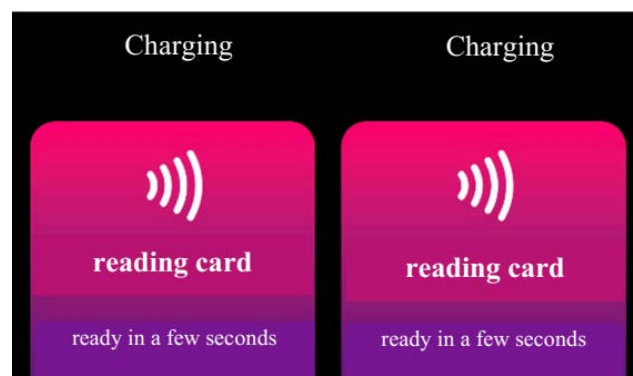 Charging
Charging
reading card
reading card
ready in a few seconds
ready in a few seconds